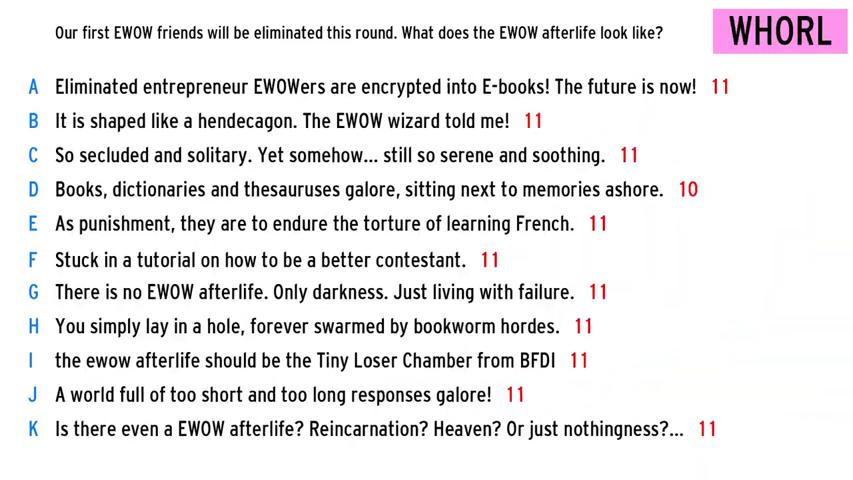 Our first EWOW friends will be eliminated this round. What does the EWOW afterlife look like?
WHORL
A Eliminated entrepreneur EWOWers are encrypted into E-books! The future is now! 11
B It is shaped like a hendecagon. The EWOW wizard told me! 11
C So secluded and solitary. Yet somehow... still so serene and soothing. 11
D Books, dictionaries and thesauruses galore, sitting next to memories ashore. 10
E As punishment, they are to endure the torture of learning French. 11
F Stuck in a tutorial on how to be a better contestant. 11
G There is no EWOW afterlife. Only darkness. Just living with failure. 11
H You simply lay in a hole, forever swarmed by bookworm hordes. 11
I the ewow afterlife should be the Tiny Loser Chamber from BFDI 11
J A world full of too short and too long responses galore! 11
K Is there even a EWOW afterlife? Reincarnation? Heaven? Or just nothingness?... 11